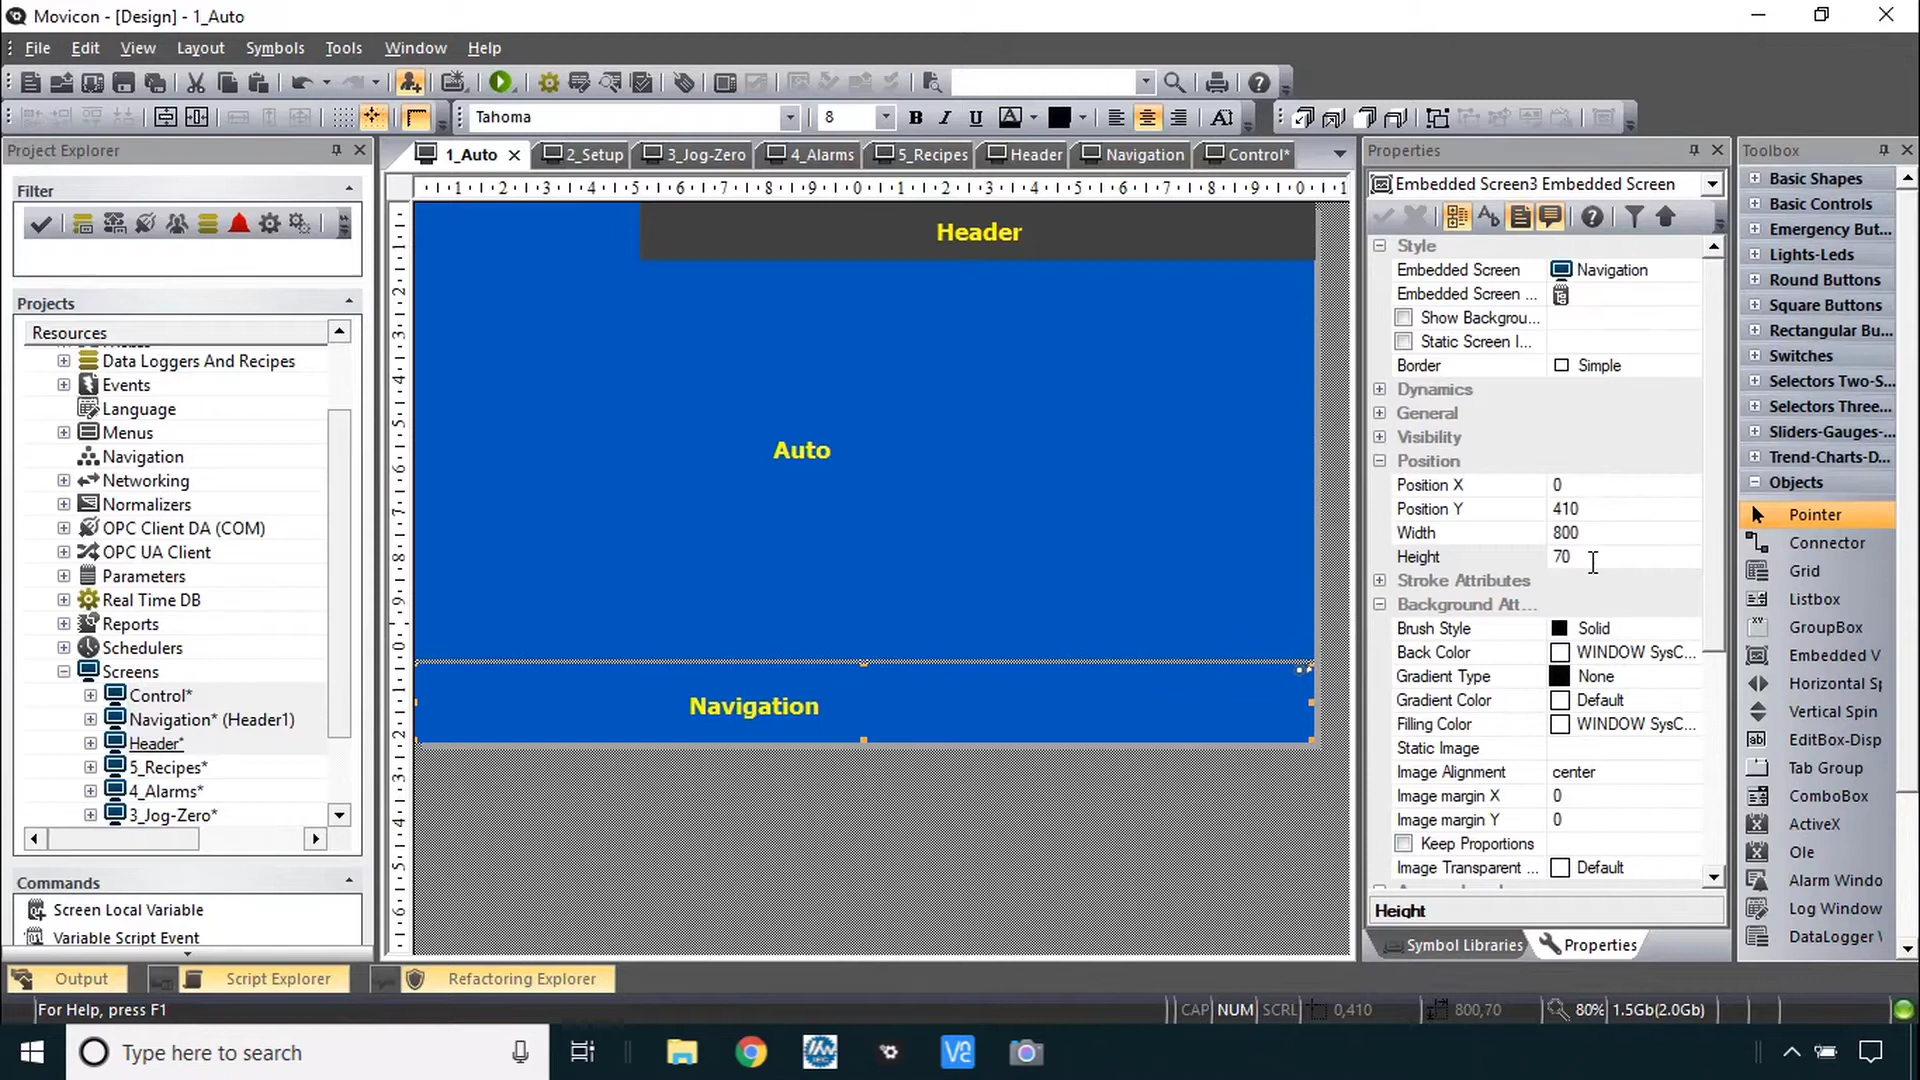 Movicon - [Design] - 1_Auto
File Edit View Layout Symbols Tools Window Help
Tahoma 8 B I U A
Project Explorer
Filter
Projects
Resources
Data Loggers And Recipes
Events
Language
Menus
Navigation
Networking
Normalizers
OPC Client DA (COM)
OPC UA Client
Parameters
Real Time DB
Reports
Schedulers
Screens
Control*
Navigation* (Header1)
Header*
5_Recipes*
4_Alarms*
3_Jog-Zero*
Commands
Screen Local Variable
Variable Script Event
1_Auto 2_Setup 3_Jog-Zero 4_Alarms 5_Recipes Header Navigation Control*
Header
Auto
Navigation
Properties
Embedded Screen3 Embedded Screen
Style
Embedded Screen Navigation
Embedded Screen ...
Show Backgrou...
Static Screen I...
Border Simple
Dynamics
General
Visibility
Position
Position X 0
Position Y 410
Width 800
Height 70
Stroke Attributes
Background Att...
Brush Style Solid
Back Color WINDOW SysC...
Gradient Type None
Gradient Color Default
Filling Color WINDOW SysC...
Static Image
Image Alignment center
Image margin X 0
Image margin Y 0
Keep Proportions
Image Transparent ... Default
Height
Symbol Libraries Properties
Toolbox
Basic Shapes
Basic Controls
Emergency But...
Lights-Leds
Round Buttons
Square Buttons
Rectangular Bu...
Switches
Selectors Two-S...
Selectors Three...
Sliders-Gauges-...
Trend-Charts-D...
Objects
Pointer
Connector
Grid
Listbox
GroupBox
Embedded V
Horizontal Sp
Vertical Spin
EditBox-Disp
Tab Group
ComboBox
ActiveX
Ole
Alarm Windo
Log Window
DataLogger
Output Script Explorer Refactoring Explorer
For Help, press F1
CAP NUM SCRL 0,410 800,70 80% 1.5Gb(2.0Gb)
Type here to search